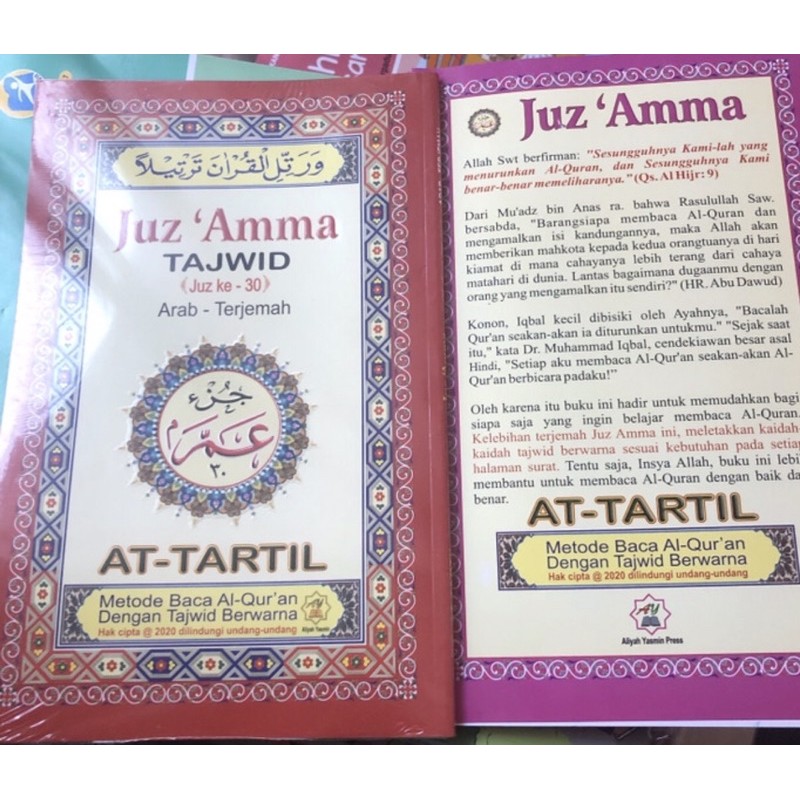 وَرَتِّلِ الْقُرْاٰنَ تَرْتِيْلًا
Juz ‘Amma
TAJWID
(Juz ke - 30)
Arab - Terjemah
جُزْء
عَمَّ
٣٠
AT-TARTIL
Metode Baca Al-Qur'an
Dengan Tajwid Berwarna
Hak cipta @ 2020 dilindungi undang-undang
Aliyah Yasmin
Juz ‘Amma
Allah Swt berfirman: "Sesungguhnya Kami-lah yang
menurunkan Al-Quran, dan Sesungguhnya Kami
benar-benar memeliharanya." (Qs. Al Hijr: 9)
Dari Mu'adz bin Anas ra. bahwa Rasulullah Saw.
bersabda, "Barangsiapa membaca Al-Quran dan
mengamalkan isi kandungannya, maka Allah akan
memberikan mahkota kepada kedua orangtuanya di hari
kiamat di mana cahayanya lebih terang dari cahaya
matahari di dunia. Lantas bagaimana dugaanmu dengan
orang yang mengamalkan itu sendiri?" (HR. Abu Dawud)
Konon, Iqbal kecil dibisiki oleh Ayahnya, "Bacalah
Qur'an seakan-akan ia diturunkan untukmu." "Sejak saat
itu," kata Dr. Muhammad Iqbal, cendekiawan besar asal
Hindi, "Setiap aku membaca Al-Qur'an seakan-akan Al-
Qur'an berbicara padaku!"
Oleh karena itu buku ini hadir untuk memudahkan bagi
siapa saja yang ingin belajar membaca Al-Quran.
Kelebihan terjemah Juz Amma ini, meletakkan kaidah-
kaidah tajwid berwarna sesuai kebutuhan pada setiap
halaman surat. Tentu saja, Insya Allah, buku ini lebi
membantu untuk membaca Al-Quran dengan baik da
benar.
AT-TARTIL
Metode Baca Al-Qur'an
Dengan Tajwid Berwarna
Hak cipta @ 2020 dilindungi undang-undang
Aliyah Yasmin Press